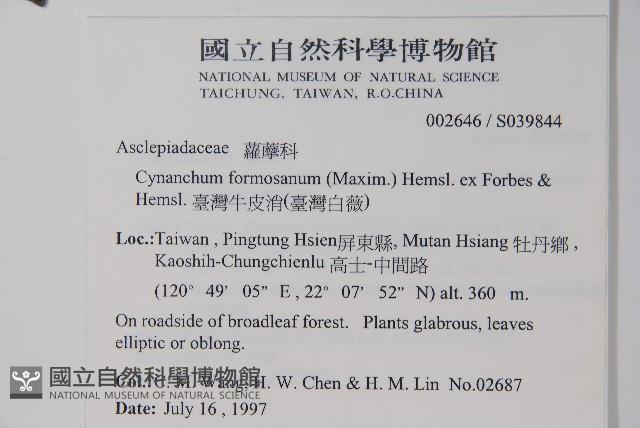 國立自然科學博物館
NATIONAL MUSEUM OF NATURAL SCIENCE
TAICHUNG, TAIWAN, R.O.CHINA
002646 / S039844
Asclepiadaceae 蘿藦科
Cynanchum formosanum (Maxim.) Hemsl. ex Forbes &
Hemsl. 臺灣牛皮消(臺灣白薇)
Loc.:Taiwan , Pingtung Hsien屏東縣, Mutan Hsiang 牡丹鄉 ,
Kaoshih-Chungchienlu 高士-中間路
(120° 49' 05” E , 22° 07' 52” N) alt. 360 m.
On roadside of broadleaf forest. Plants glabrous, leaves
elliptic or oblong.
Col.: C. M. Wang, H. W. Chen & H. M. Lin No.02687
Date: July 16 , 1997
國立自然科學博物館
NATIONAL MUSEUM OF NATURAL SCIENCE